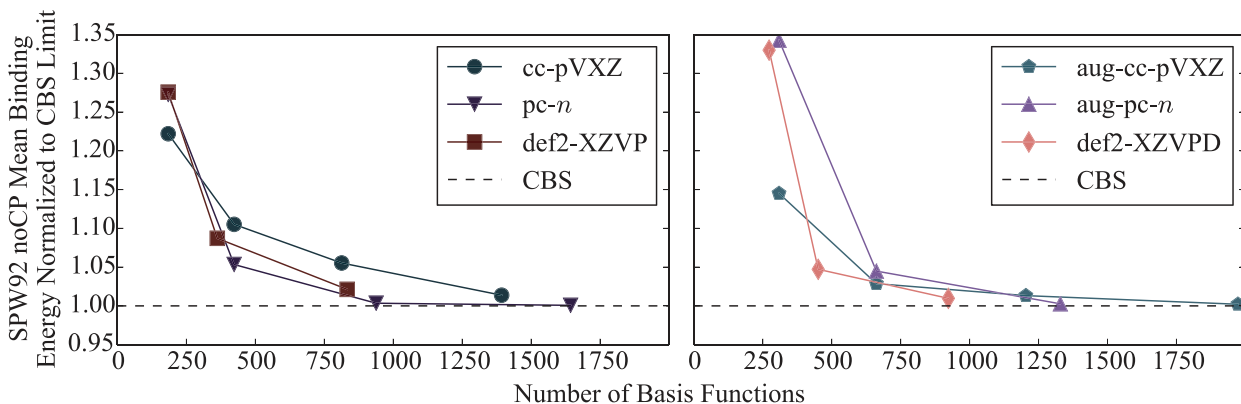 SPW92 noCP Mean Binding
Energy Normalized to CBS Limit
1.35
1.30
1.25
1.20
1.15
1.10
1.05
1.00
0.95
cc-pVXZ
pc-n
def2-XZVP
CBS
0 250 500 750 1000 1250 1500 1750
aug-cc-pVXZ
aug-pc-n
def2-XZVPD
CBS
0 250 500 750 1000 1250 1500 1750
Number of Basis Functions